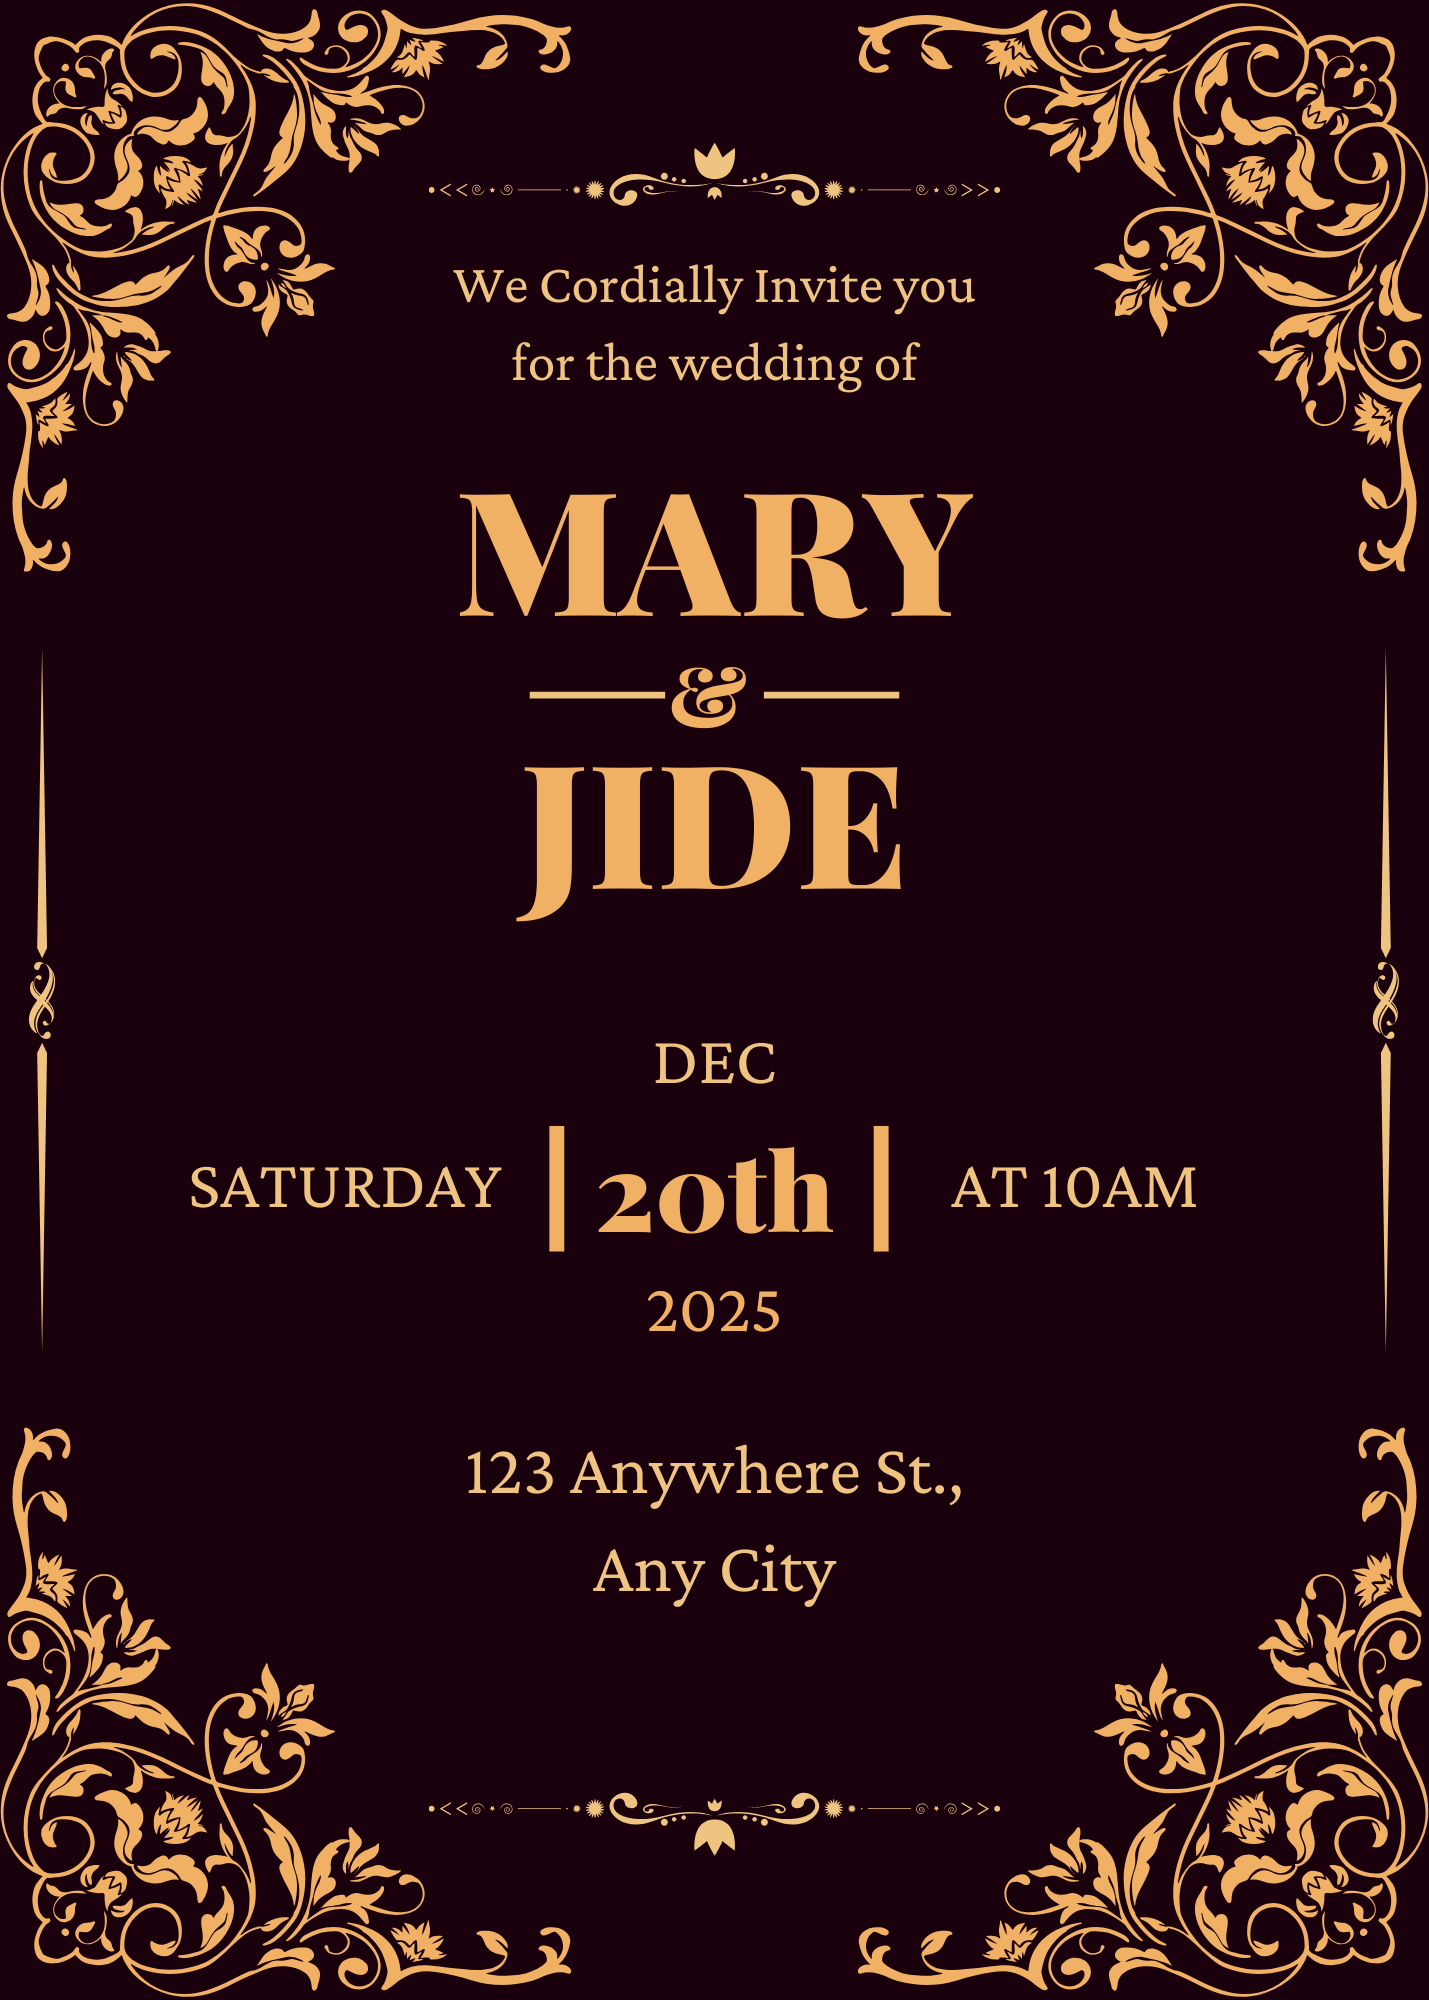 We Cordially Invite you
for the wedding of
MARY
&
JIDE
DEC
SATURDAY | 20th | AT 10AM
2025
123 Anywhere St.,
Any City